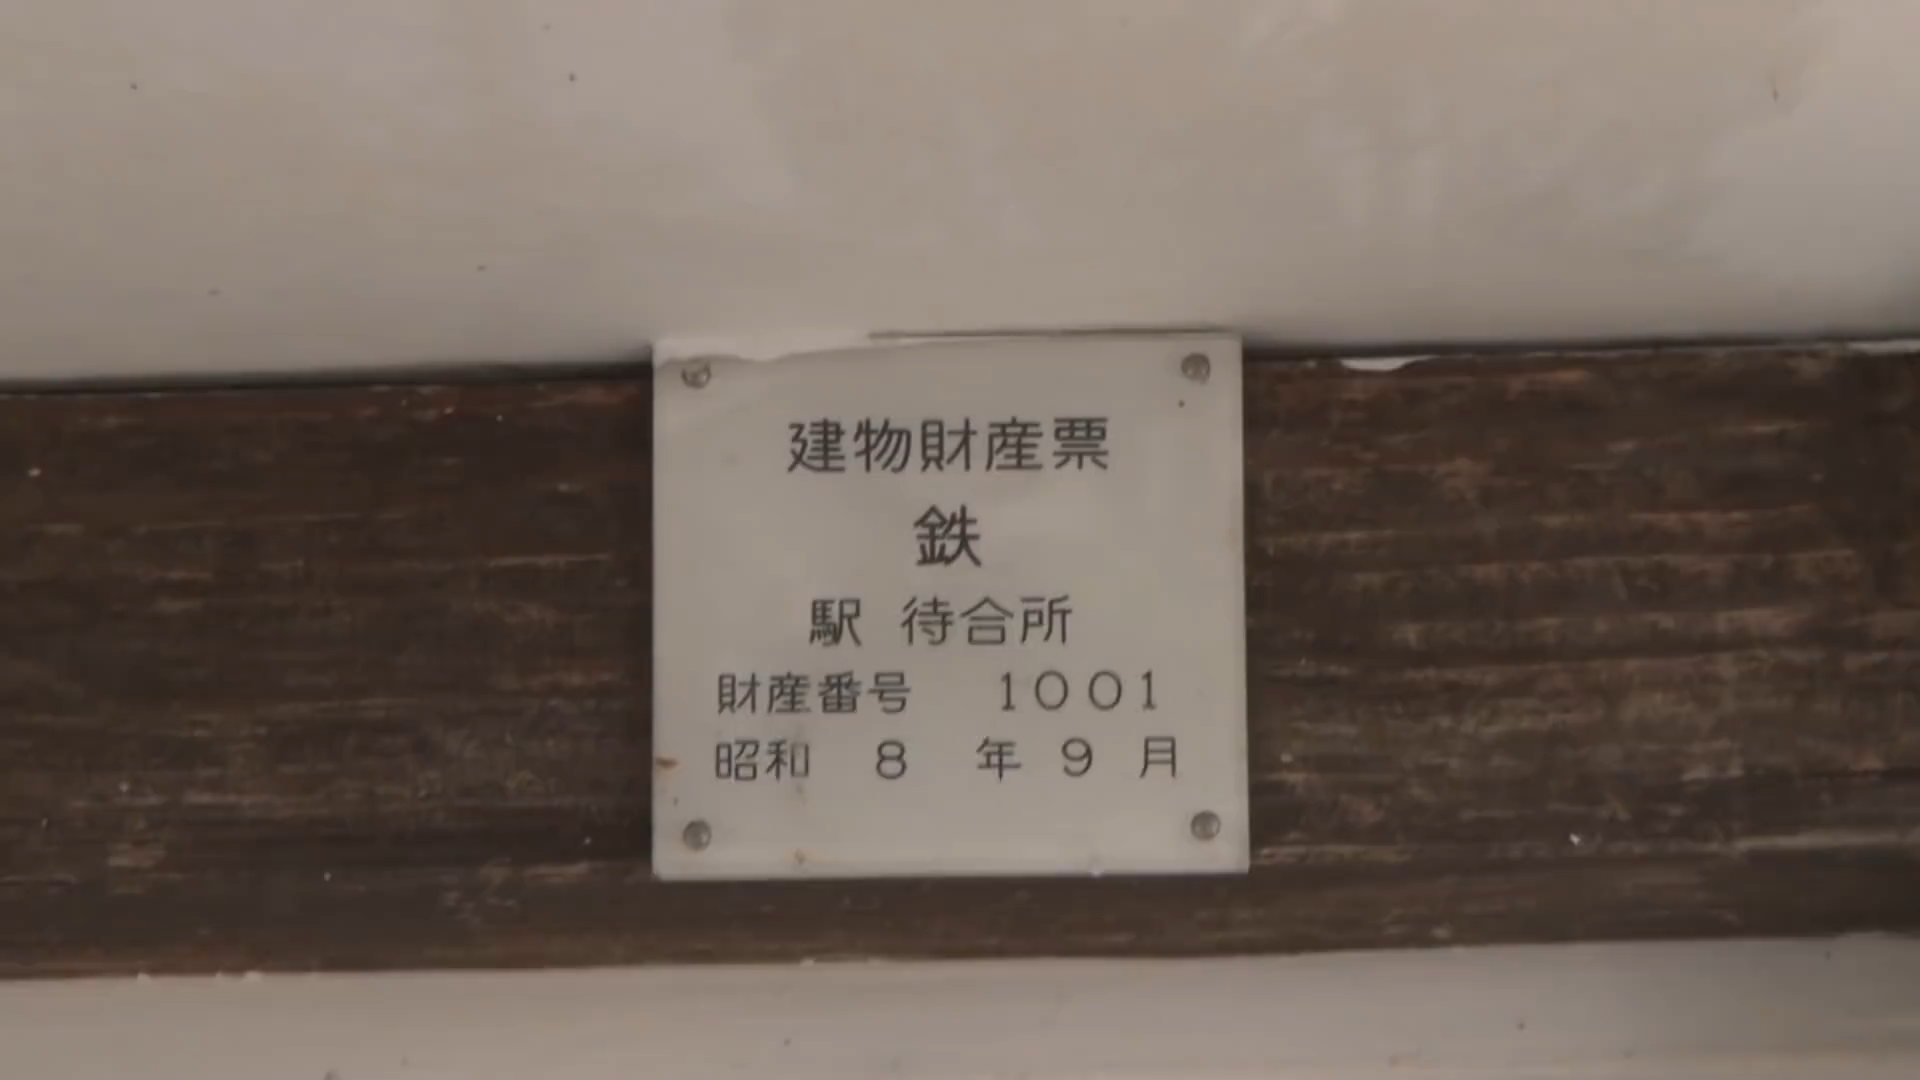 建物財産票
鉄
駅 待合所
財産番号 1001
昭和 8 年 9 月